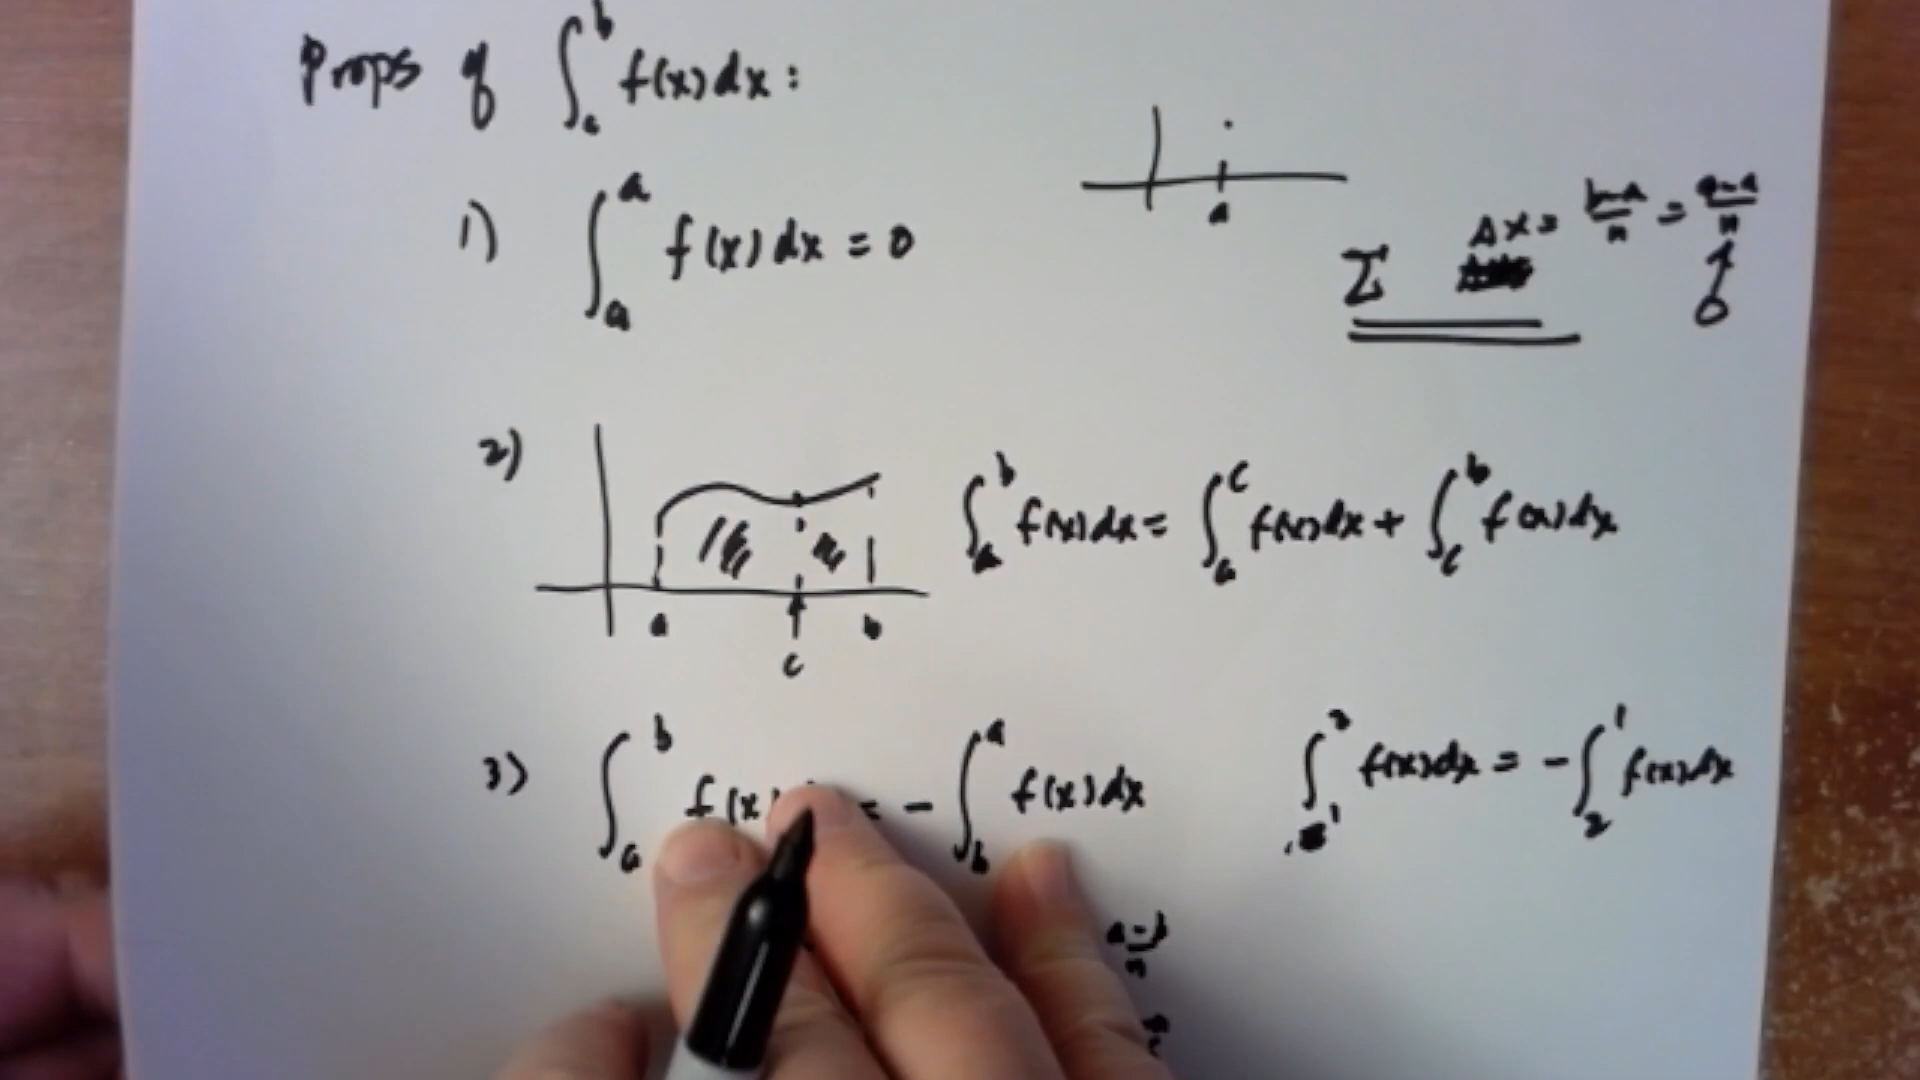 Props of ∫_a^b f(x)dx:
a
1) ∫_a^a f(x)dx = 0
Δx = b-a/n = a-a/n
Σ
0
2) ∫_a^b f(x)dx = ∫_a^c f(x)dx + ∫_c^b f(x)dx
a b
c
3) ∫_a^b f(x) = - ∫_b^a f(x)dx
∫_1^2 f(x)dx = - ∫_2^1 f(x)dx
a-b/n